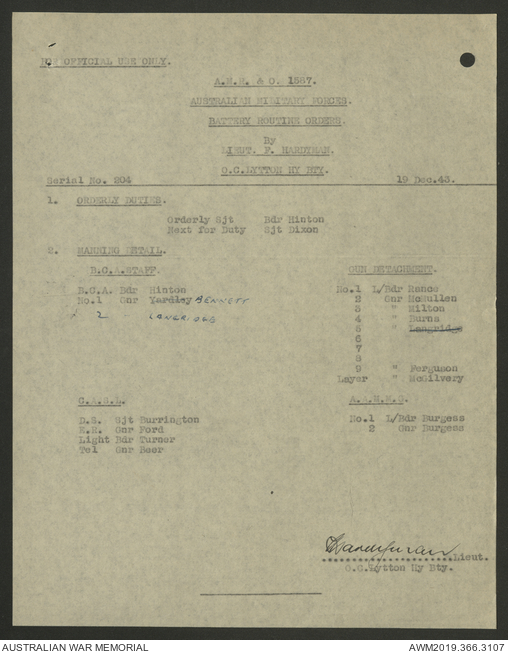 FOR OFFICIAL USE ONLY.
A.M.R. & O. 1587.
AUSTRALIAN MILITARY FORCES.
BATTERY ROUTINE ORDERS.
By
LIEUT. F. HARDYMAN.
O.C.LYTTON HY BTY.
Serial No. 204 19 Dec.43.
1. ORDERLY DUTIES.
Orderly Sjt Bdr Hinton
Next for Duty Sjt Dixon
2. MANNING DETAIL.
B.C.A.STAFF.
B.C.A. Bdr Hinton
No.1 Gnr Yardley BENNETT
2
GUN DETACHMENT.
No.1 L/Bdr Hance
2 Gnr McMullen
3 " Milton
4 " Burns
5 " Langridge
6
7
8
9 " Ferguson
Layer " McGilvery
C.A.S.L.
D.S. Sjt Burrington
E.R. Gnr Ford
Light Bdr Turner
Tel Gnr Beer
A.A.M.M.G.
No.1 L/Bdr Burgess
2 Gnr Burgess
Hardyman
Lieut.
O.C.Lytton Hy Bty.
AUSTRALIAN WAR MEMORIAL AWM2019.366.3107